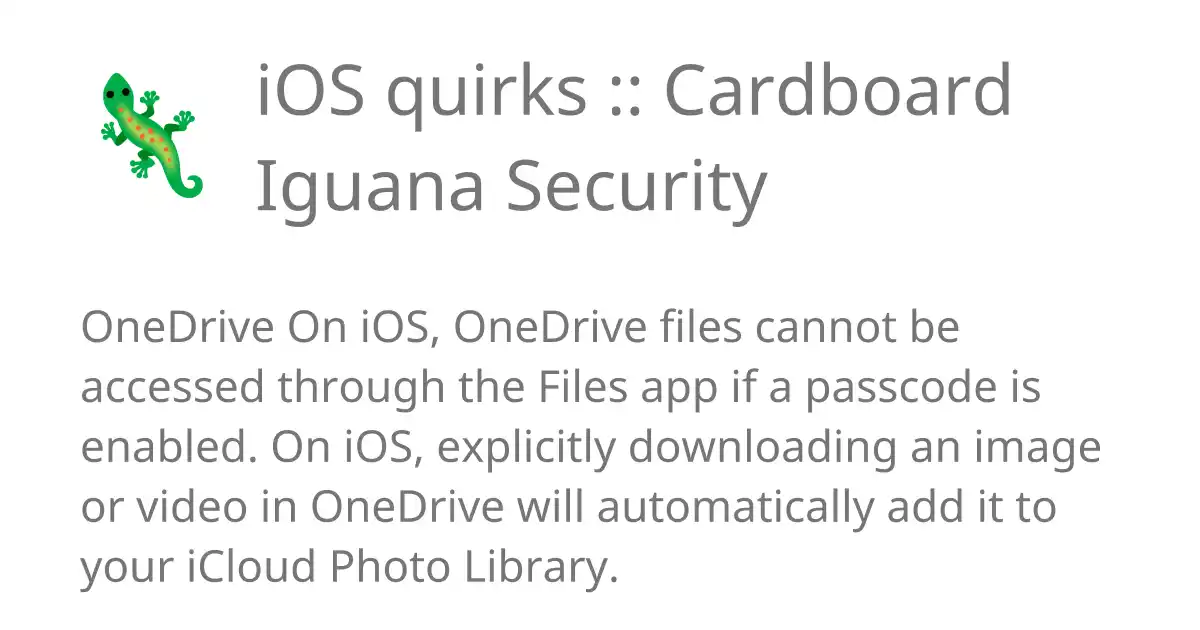 iOS quirks :: Cardboard
Iguana Security
OneDrive On iOS, OneDrive files cannot be
accessed through the Files app if a passcode is
enabled. On iOS, explicitly downloading an image
or video in OneDrive will automatically add it to
your iCloud Photo Library.